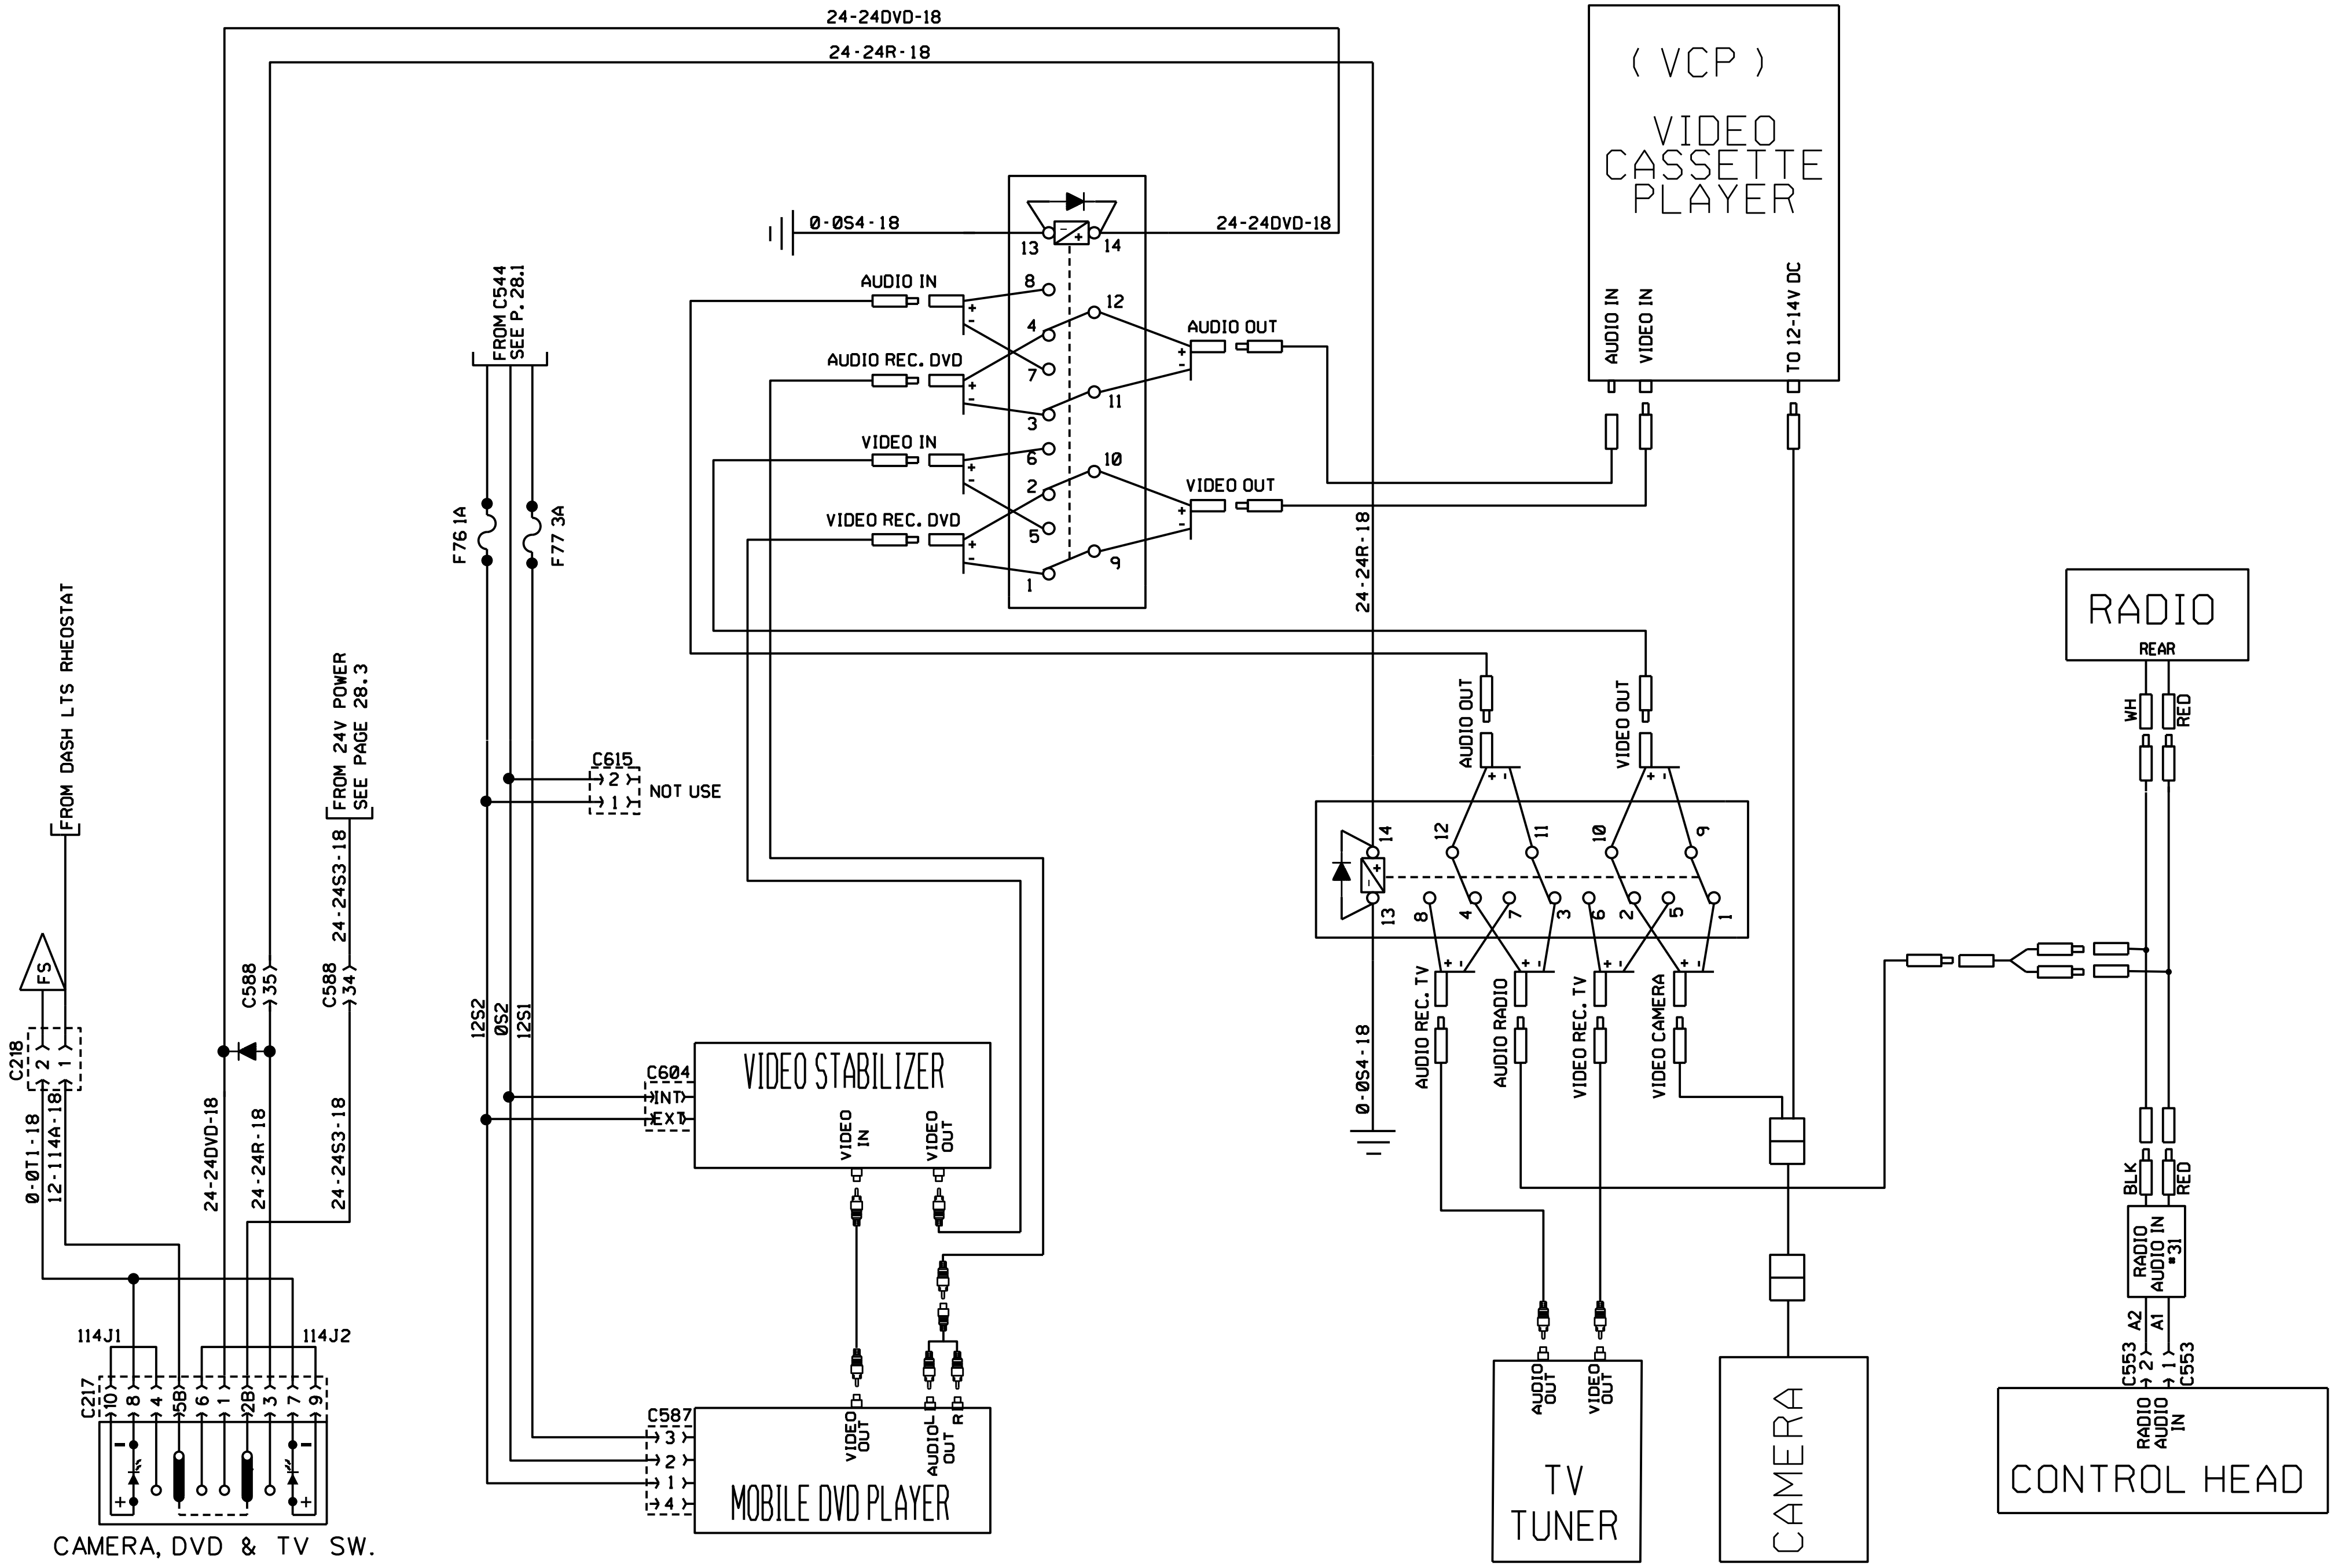 24-24DVD-18
24-24R-18
( VCP )
VIDEO
CASSETTE
PLAYER
AUDIO IN
VIDEO IN
TO 12-14V DC
0-0S4-18
13
-
+
14
24-24DVD-18
AUDIO IN
+
-
8
12
4
AUDIO OUT
+
-
AUDIO REC. DVD
+
-
7
11
3
VIDEO IN
+
-
6
10
2
VIDEO OUT
+
-
VIDEO REC. DVD
+
-
5
9
1
FROM C544
SEE P. 28.1
F76 1A
F77 3A
24-24R-18
FROM DASH LTS RHEOSTAT
FROM 24V POWER
SEE PAGE 28.3
24-24S3-18
RADIO
REAR
WH
RED
AUDIO OUT
VIDEO OUT
+ -
+ -
C615
2
1
NOT USE
14
12
11
10
9
+
-
13
8
4
7
3
6
2
5
1
+ -
+ -
+ -
+ -
AUDIO REC. TV
AUDIO RADIO
VIDEO REC. TV
VIDEO CAMERA
0-0S4-18
FS
C218
2
1
C588
35
C588
34
12S2
0S2
12S1
0-0T1-18
12-114A-18
24-24DVD-18
24-24R-18
24-24S3-18
C604
INT
EXT
VIDEO STABILIZER
VIDEO
IN
VIDEO
OUT
BLK
RED
RADIO
AUDIO IN
#31
A2
A1
C553
2
1
C553
RADIO
AUDIO
IN
CONTROL HEAD
114J1
114J2
C217
10
8
4
5B
6
1
2B
3
7
9
-
-
+
+
CAMERA, DVD & TV SW.
C587
3
2
1
4
VIDEO
OUT
AUDIO
OUT
L
R
MOBILE DVD PLAYER
AUDIO
OUT
VIDEO
OUT
TV
TUNER
CAMERA